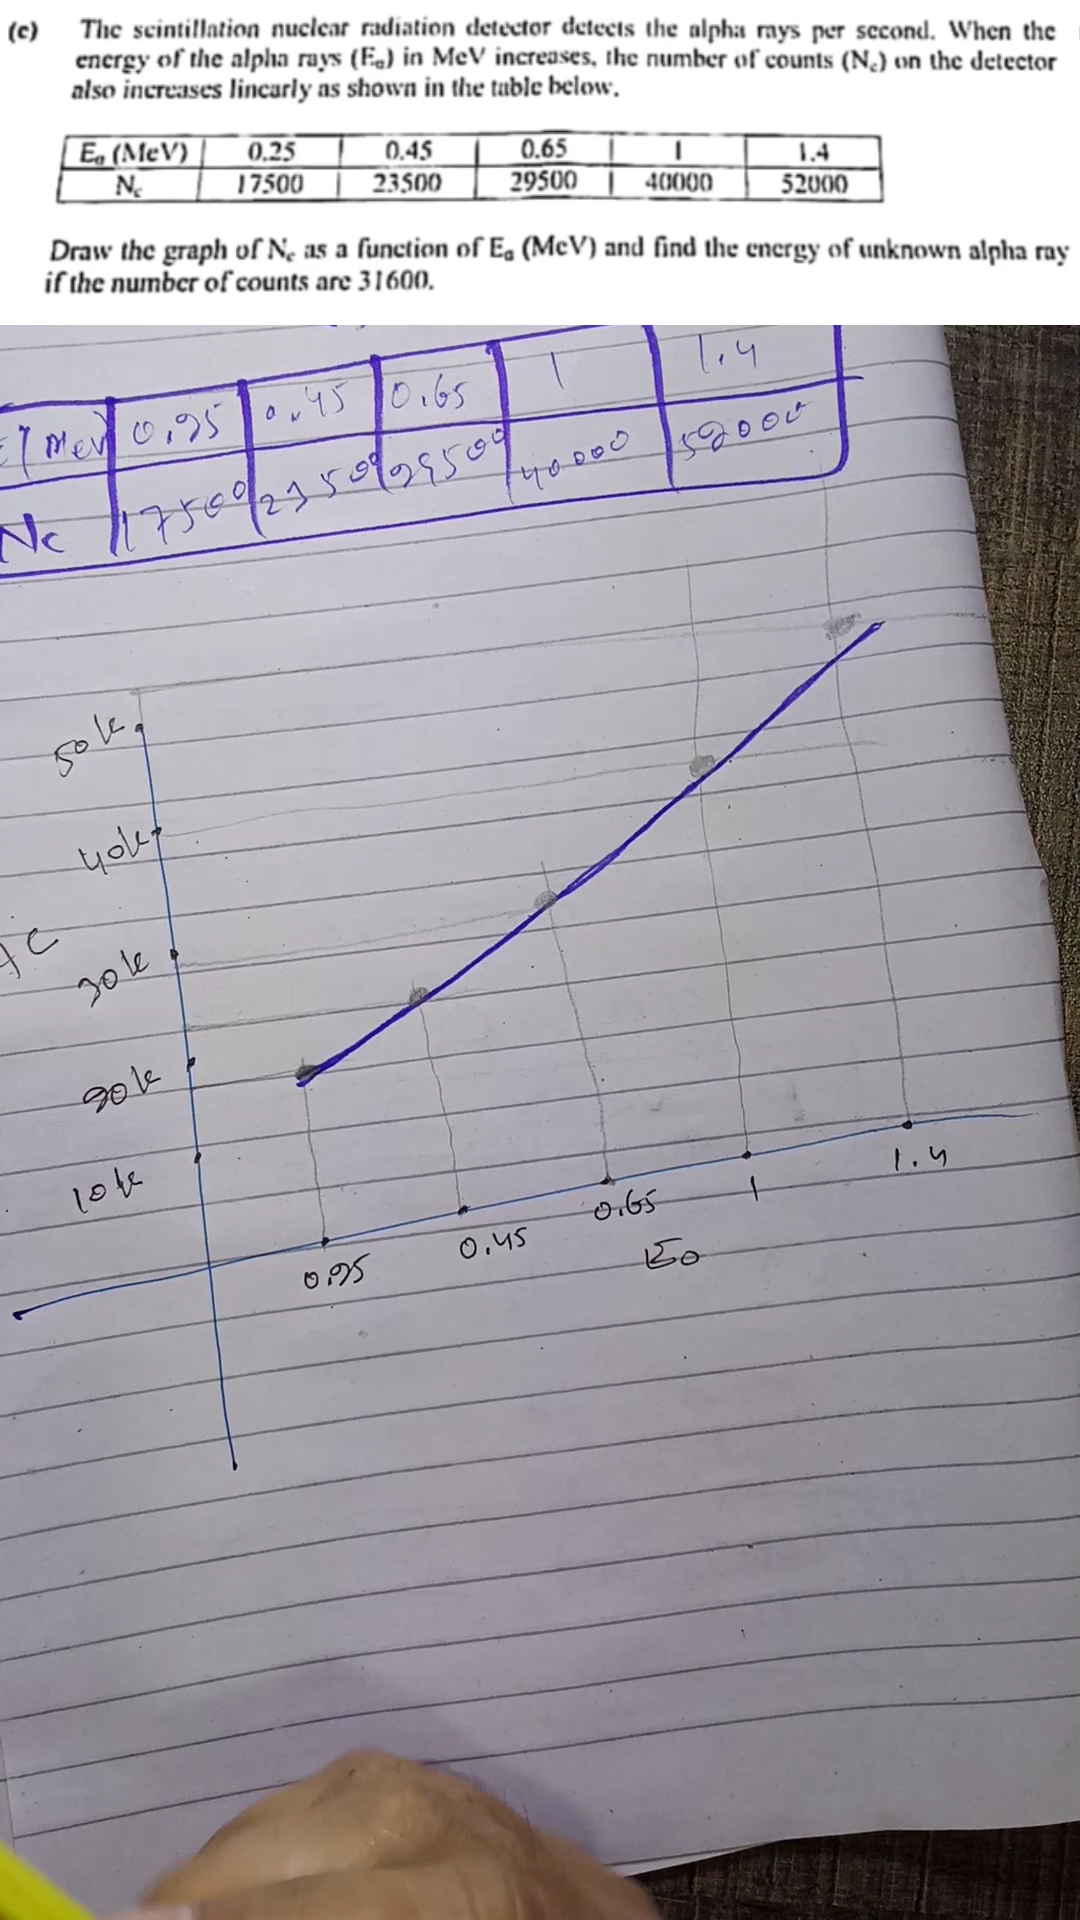 (c) The scintillation nuclear radiation detector detects the alpha rays per second. When the
energy of the alpha rays (Eα) in MeV increases, the number of counts (Nc) on the detector
also increases linearly as shown in the table below.
Eα (MeV) 0.25 0.45 0.65 1 1.4
Nc 17500 23500 29500 40000 52000
Draw the graph of Nc as a function of Eα (MeV) and find the energy of unknown alpha ray
if the number of counts are 31600.
MeV 0.25 0.45 0.65 1 1.4
Nc 17500 23500 29500 40000 52000
50k
40k
30k
20k
10k
0.25 0.45 0.65 1 1.4